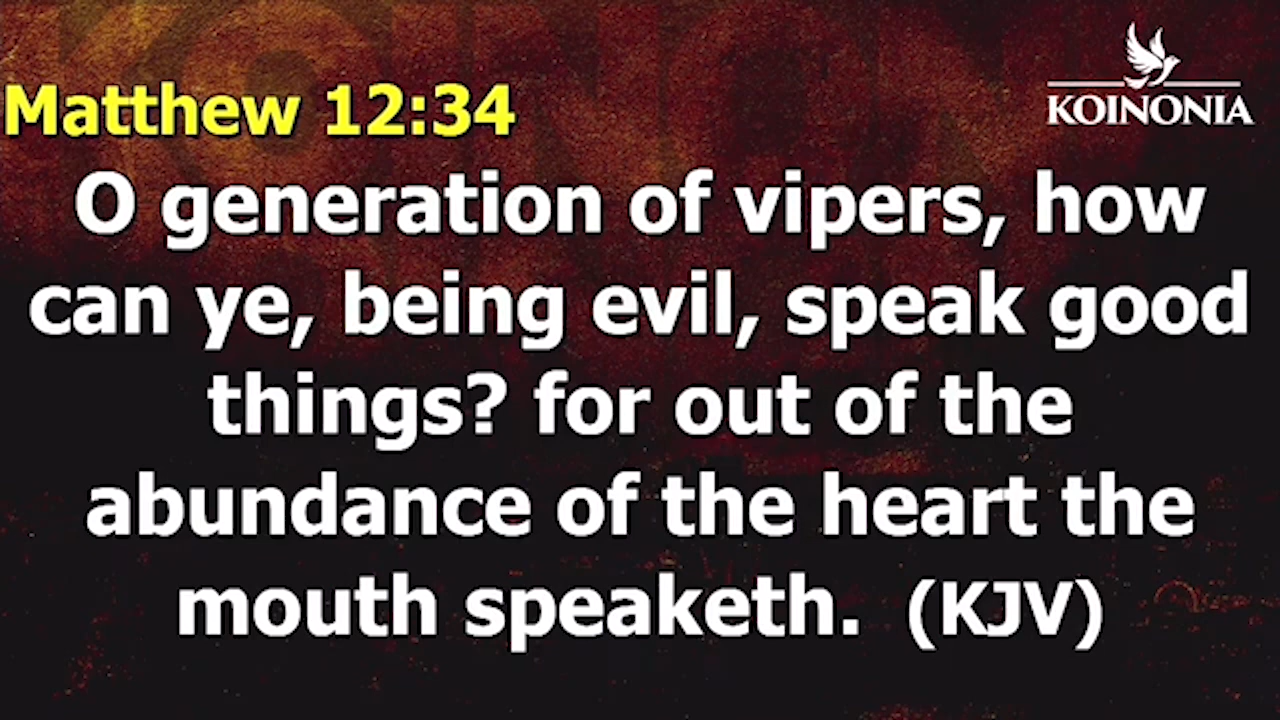 KOINONIA
Matthew 12:34
O generation of vipers, how
can ye, being evil, speak good
things? for out of the
abundance of the heart the
mouth speaketh. (KJV)